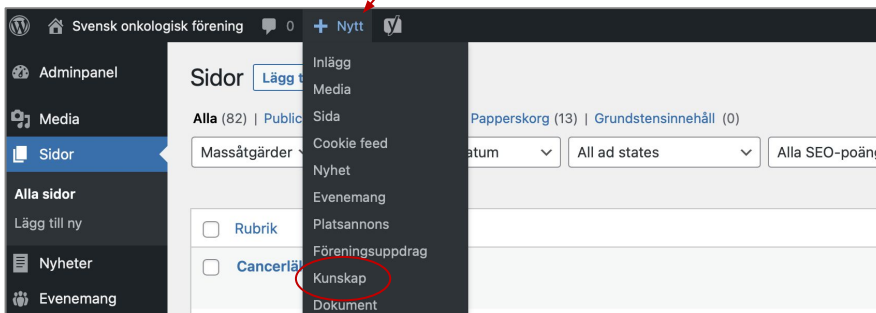 Svensk onkologisk förening 0 + Nytt
Adminpanel
Media
Sidor
Alla sidor
Lägg till ny
Nyheter
Evenemang
Inlägg
Media
Sida
Cookie feed
Nyhet
Evenemang
Platsannons
Föreningsuppdrag
Kunskap
Dokument
Sidor Lägg t
Alla (82) | Public Papperskorg (13) | Grundstensinnehåll (0)
Massåtgärder atum All ad states Alla SEO-poäng
Rubrik
Cancerläk